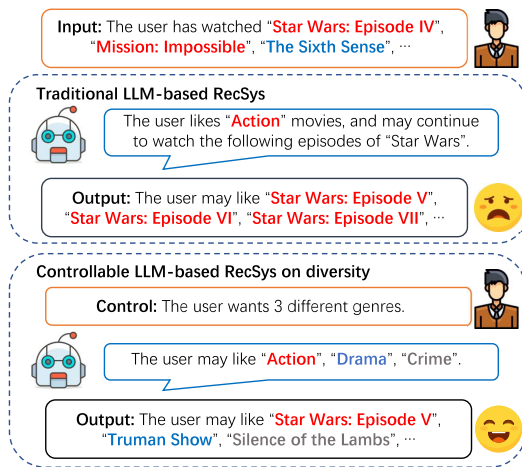 Input: The user has watched “Star Wars: Episode IV”,
“Mission: Impossible”, “The Sixth Sense”, ...
Traditional LLM-based RecSys
The user likes “Action” movies, and may continue
to watch the following episodes of “Star Wars”.
Output: The user may like “Star Wars: Episode V”,
“Star Wars: Episode VI”, “Star Wars: Episode VII”, ...
Controllable LLM-based RecSys on diversity
Control: The user wants 3 different genres.
The user may like “Action”, “Drama”, “Crime”.
Output: The user may like “Star Wars: Episode V”,
“Truman Show”, “Silence of the Lambs”, ...